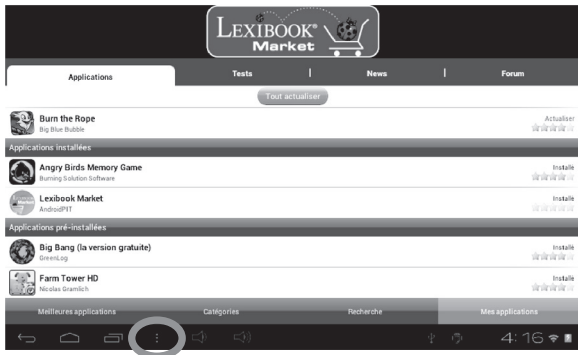 LEXIBOOK®
Market
Applications
Tests
News
Forum
Tout actualiser
Burn the Rope
Actualiser
Big Blue Bubble
Applications installées
Angry Birds Memory Game
Installé
Burning Solution Software
Lexibook Market
Installé
AndroidPIT
Applications pré-installées
Big Bang (la version gratuite)
Installé
GreenLog
Farm Tower HD
Installé
Nicolas Gramlich
Meilleures applications
Catégories
Recherche
Mes applications
4:16